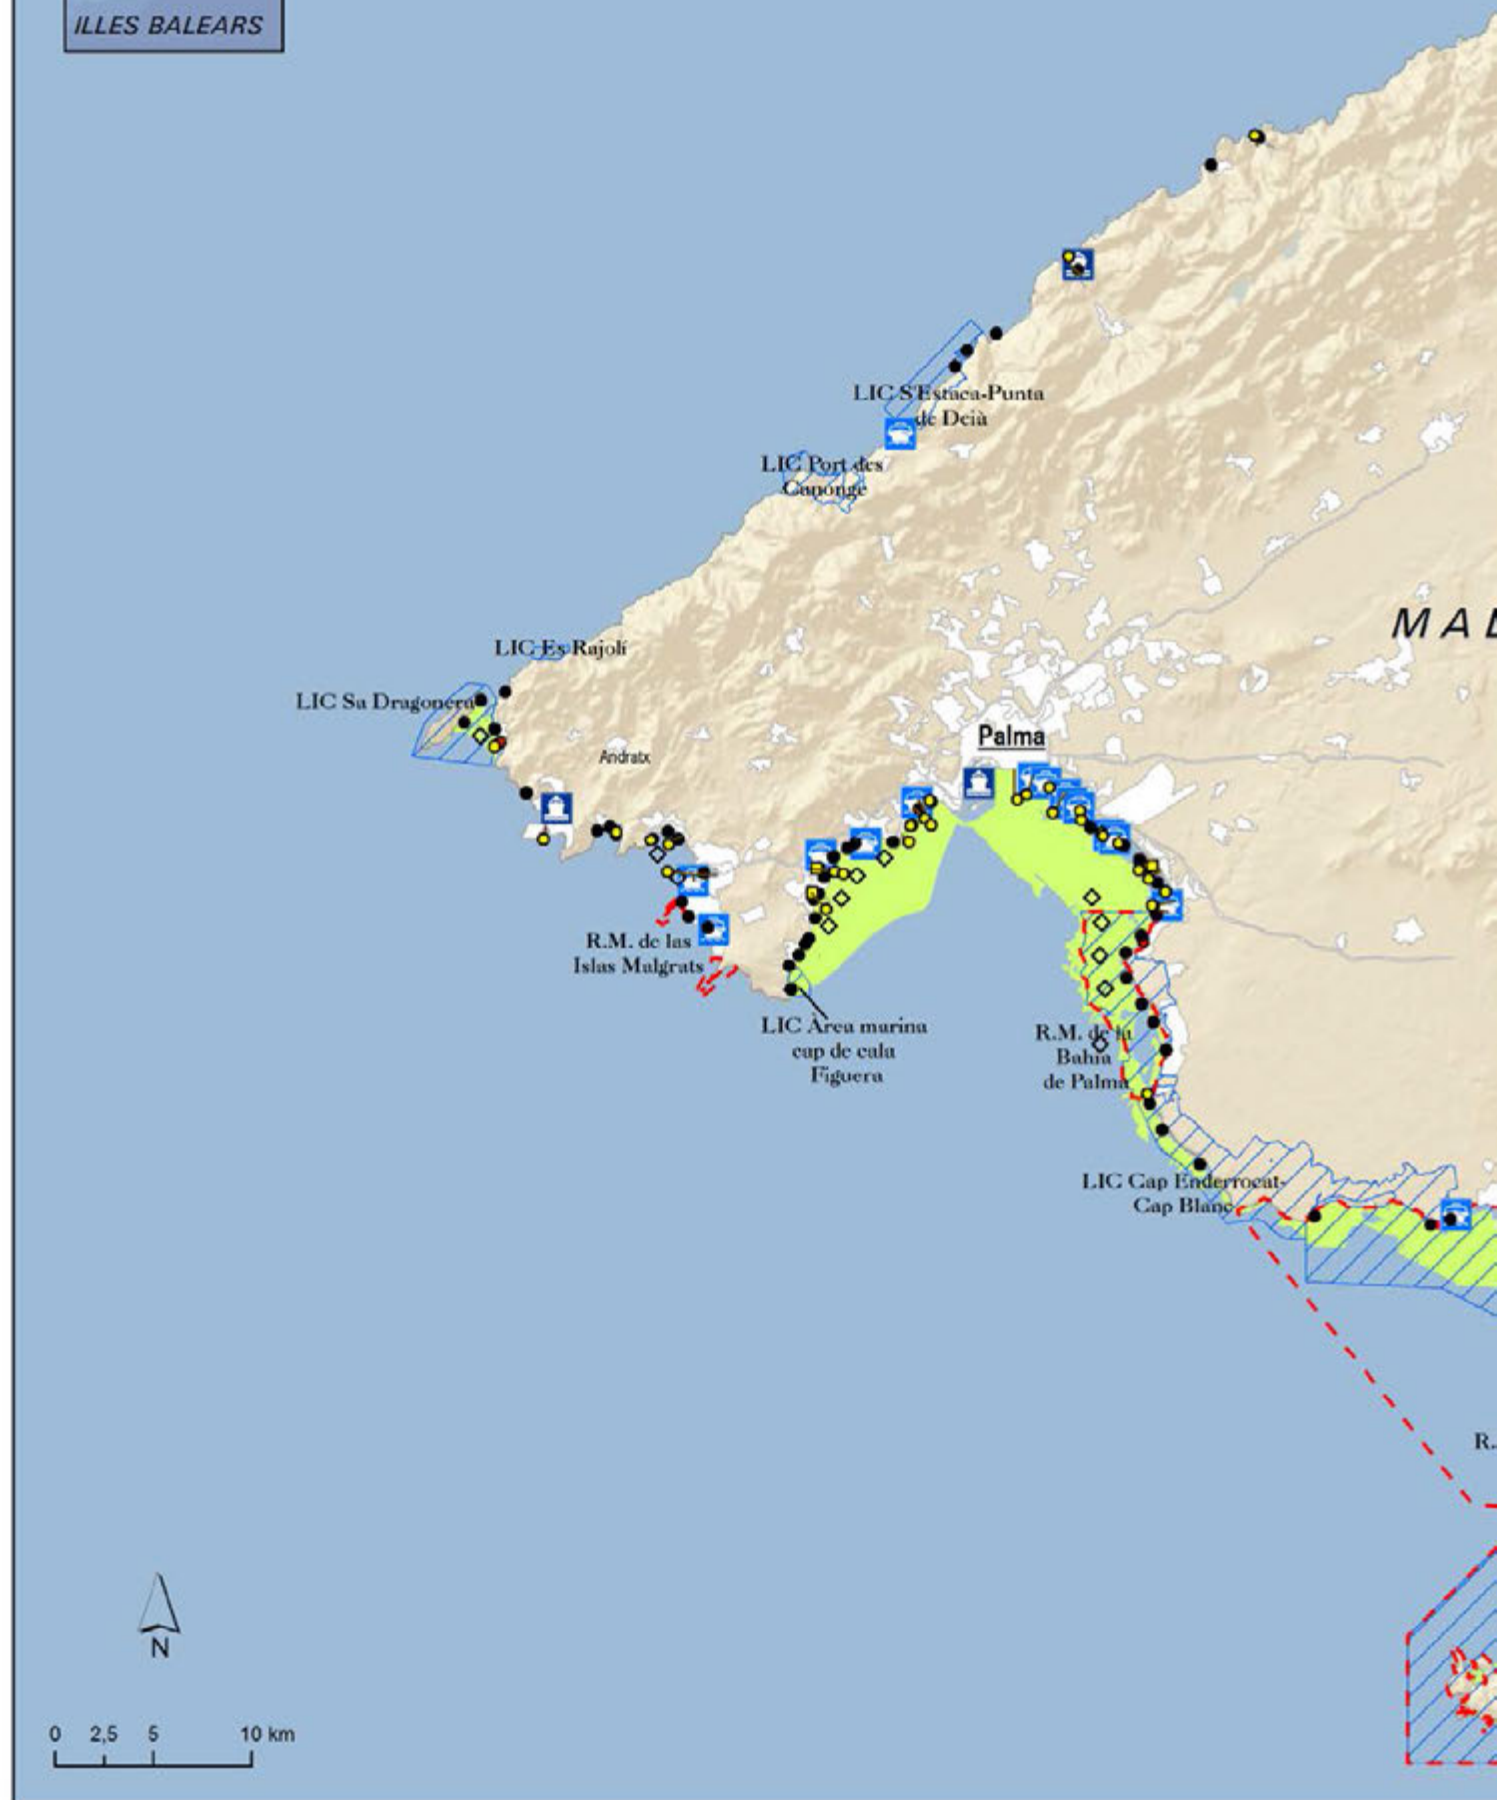 ILLES BALEARS
LIC S'Estaca-Punta
de Deià
LIC Port des
Canonge
MAL
LIC Es Rajolí
LIC Sa Dragonera
Palma
Andratx
R.M. de las
Islas Malgrats
LIC Àrea marina
cap de cala
Figuera
R.M. de la
Bahía
de Palma
LIC Cap Enderrocat-
Cap Blanc
R.
N
0 2,5 5 10 km